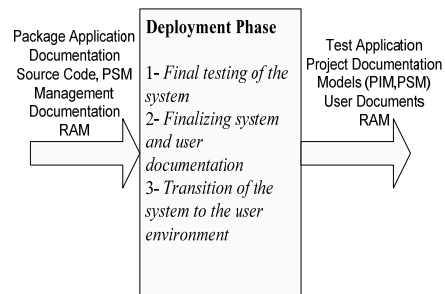 Package Application
Documentation
Source Code, PSM
Management
Documentation
RAM
Deployment Phase
1- Final testing of the
system
2- Finalizing system
and user
documentation
3- Transition of the
system to the user
environment
Test Application
Project Documentation
Models (PIM,PSM)
User Documents
RAM